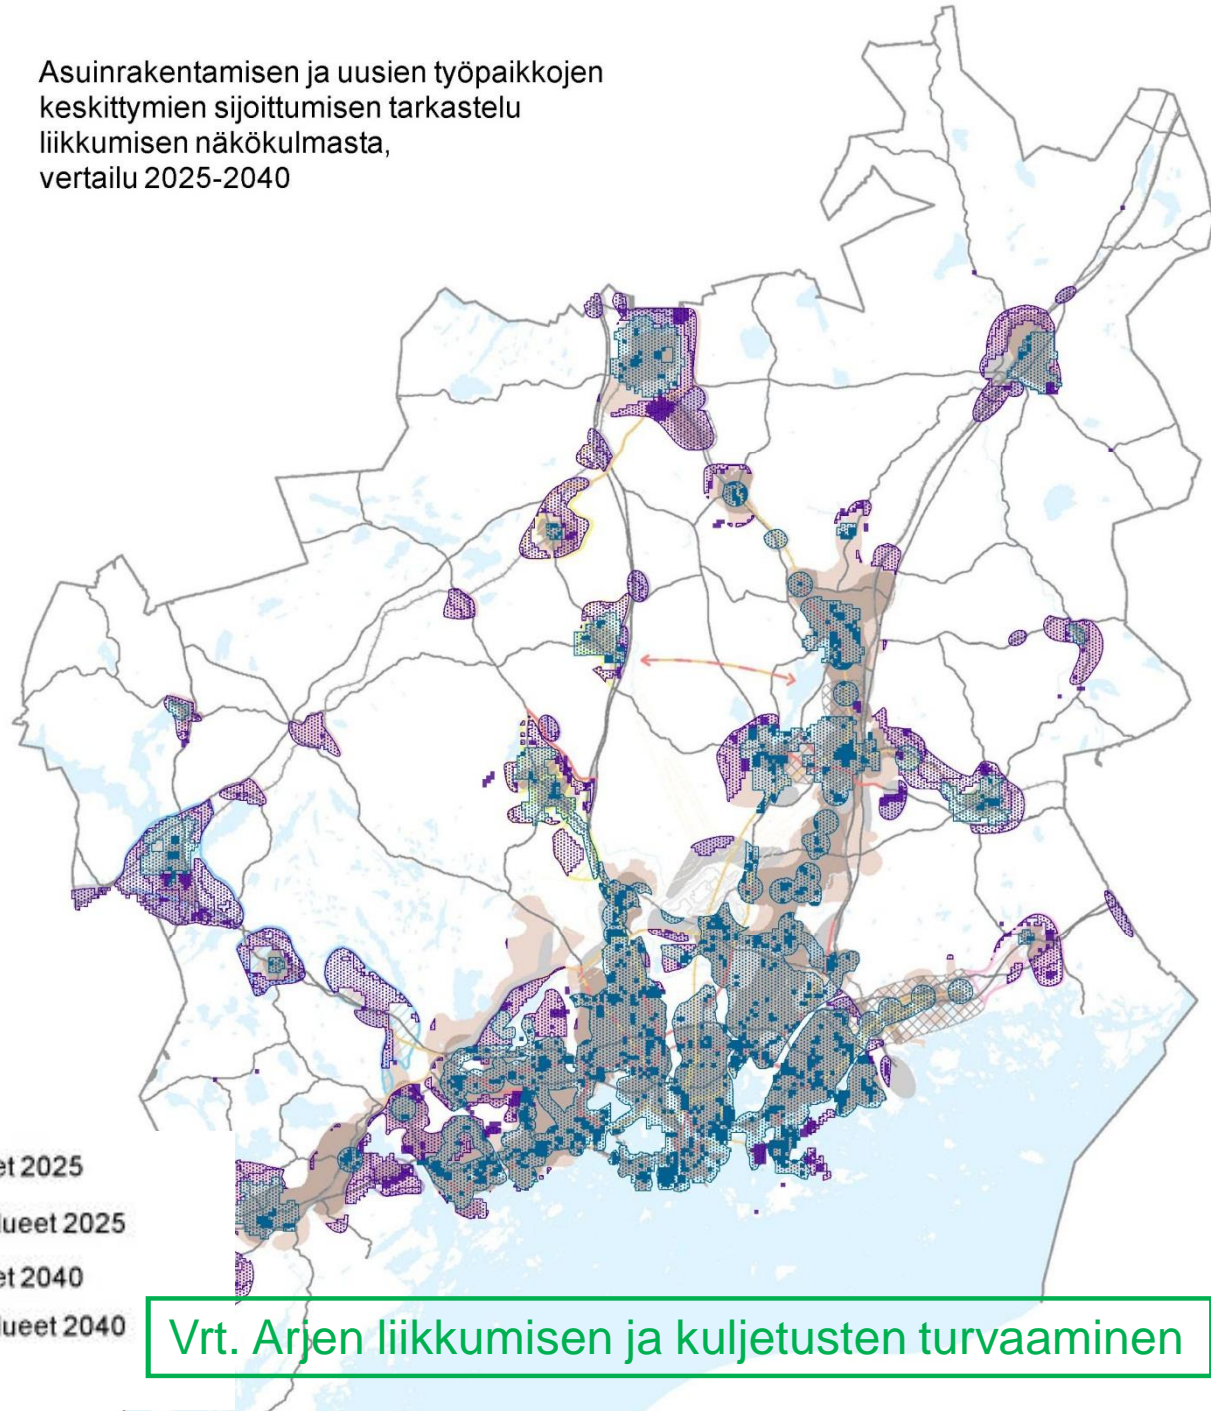 Asuinrakentamisen ja uusien työpaikkojen
keskittymien sijoittumisen tarkastelu
liikkumisen näkökulmasta,
vertailu 2025-2040
et 2025
lueet 2025
et 2040
lueet 2040
Vrt. Arjen liikkumisen ja kuljetusten turvaaminen